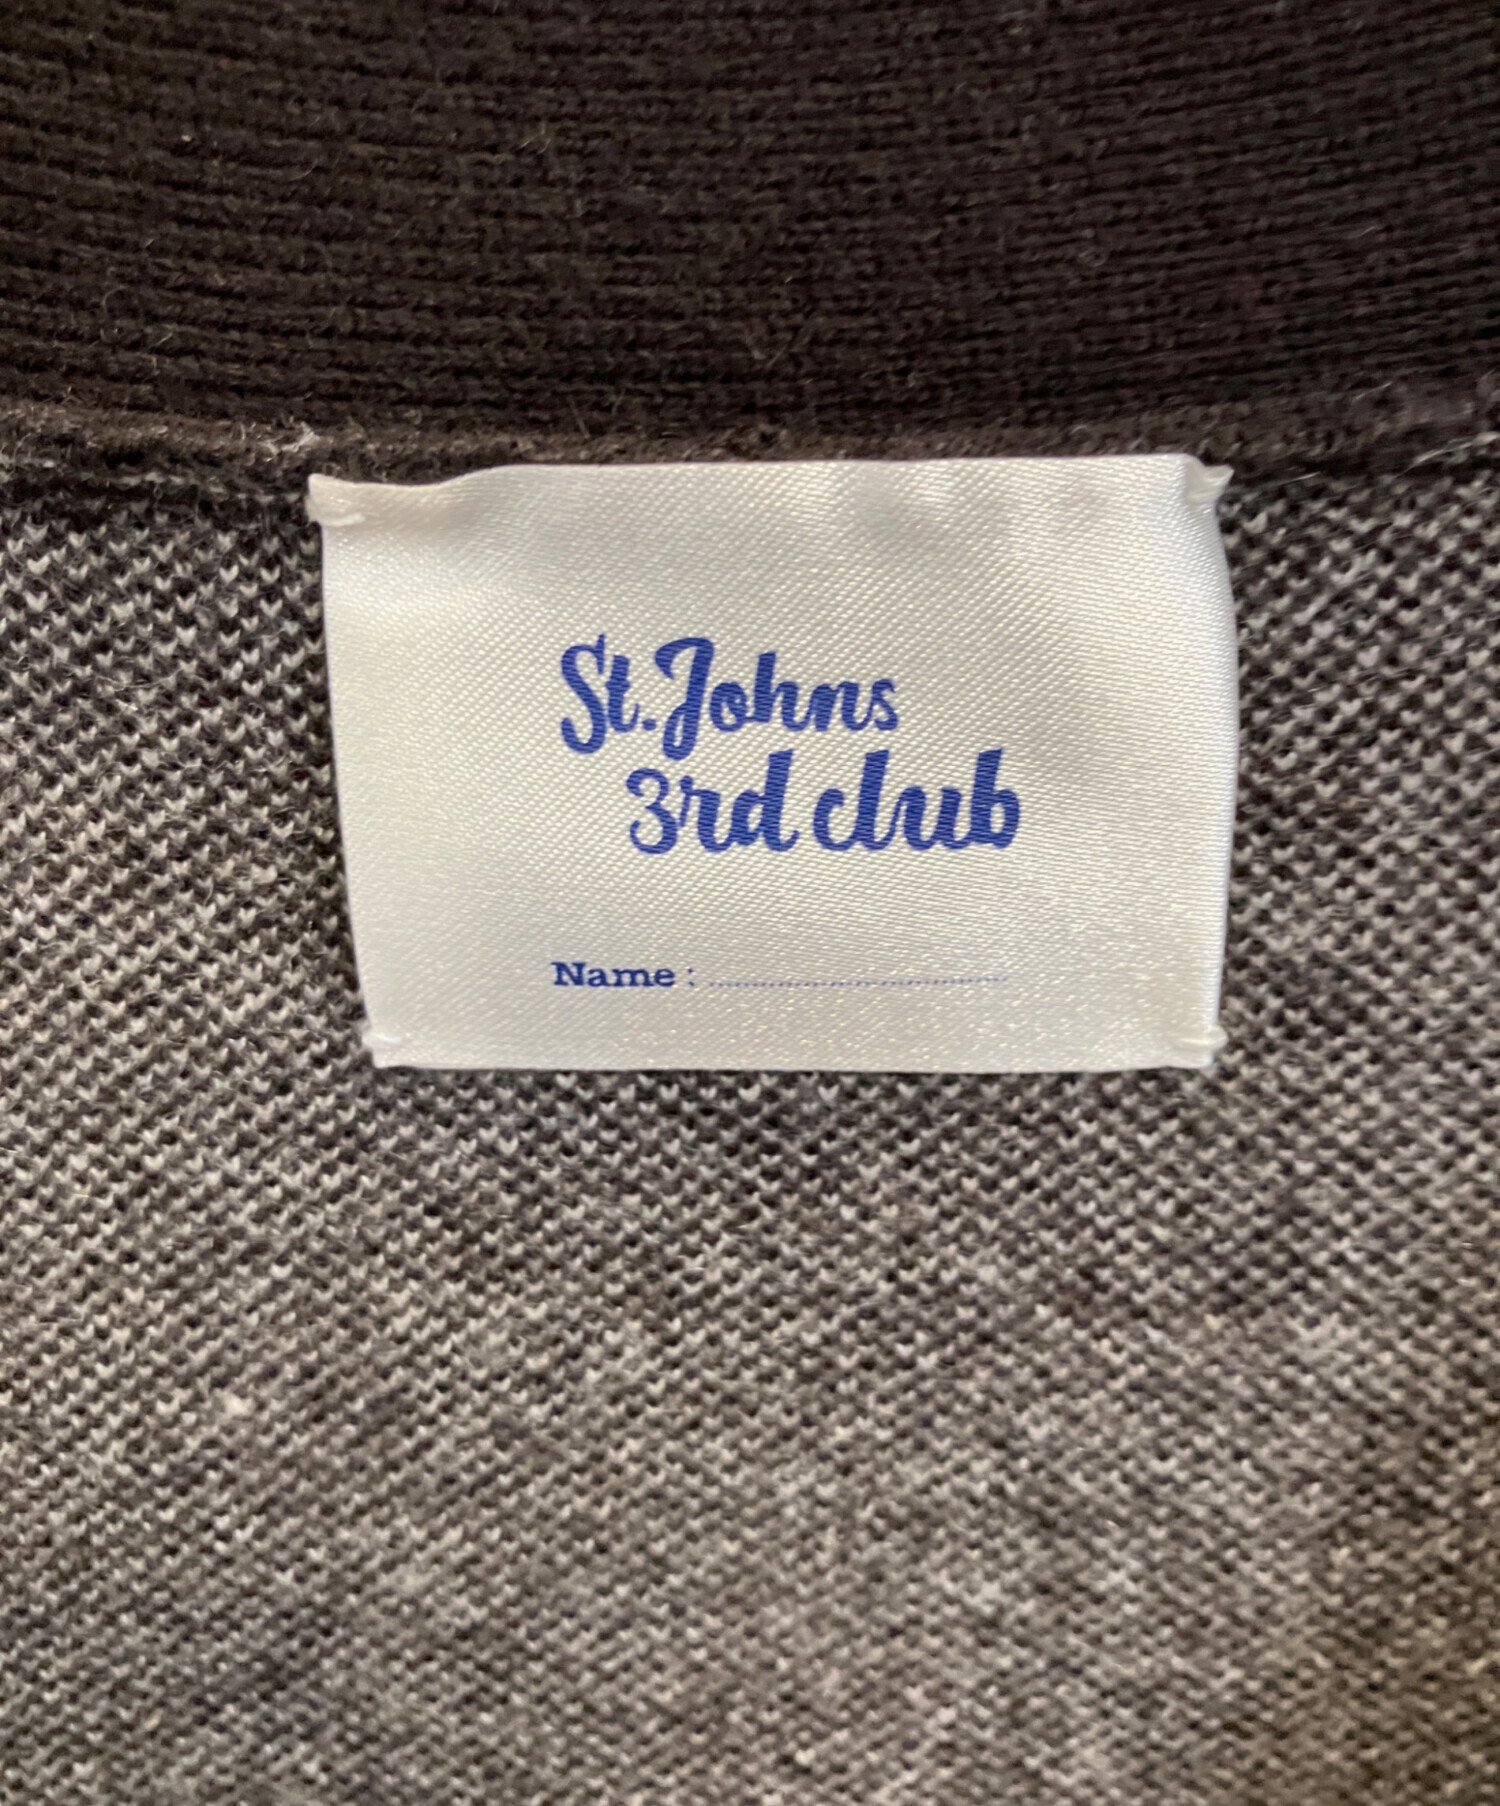 St. Johns
3rd club
Name : ..............................